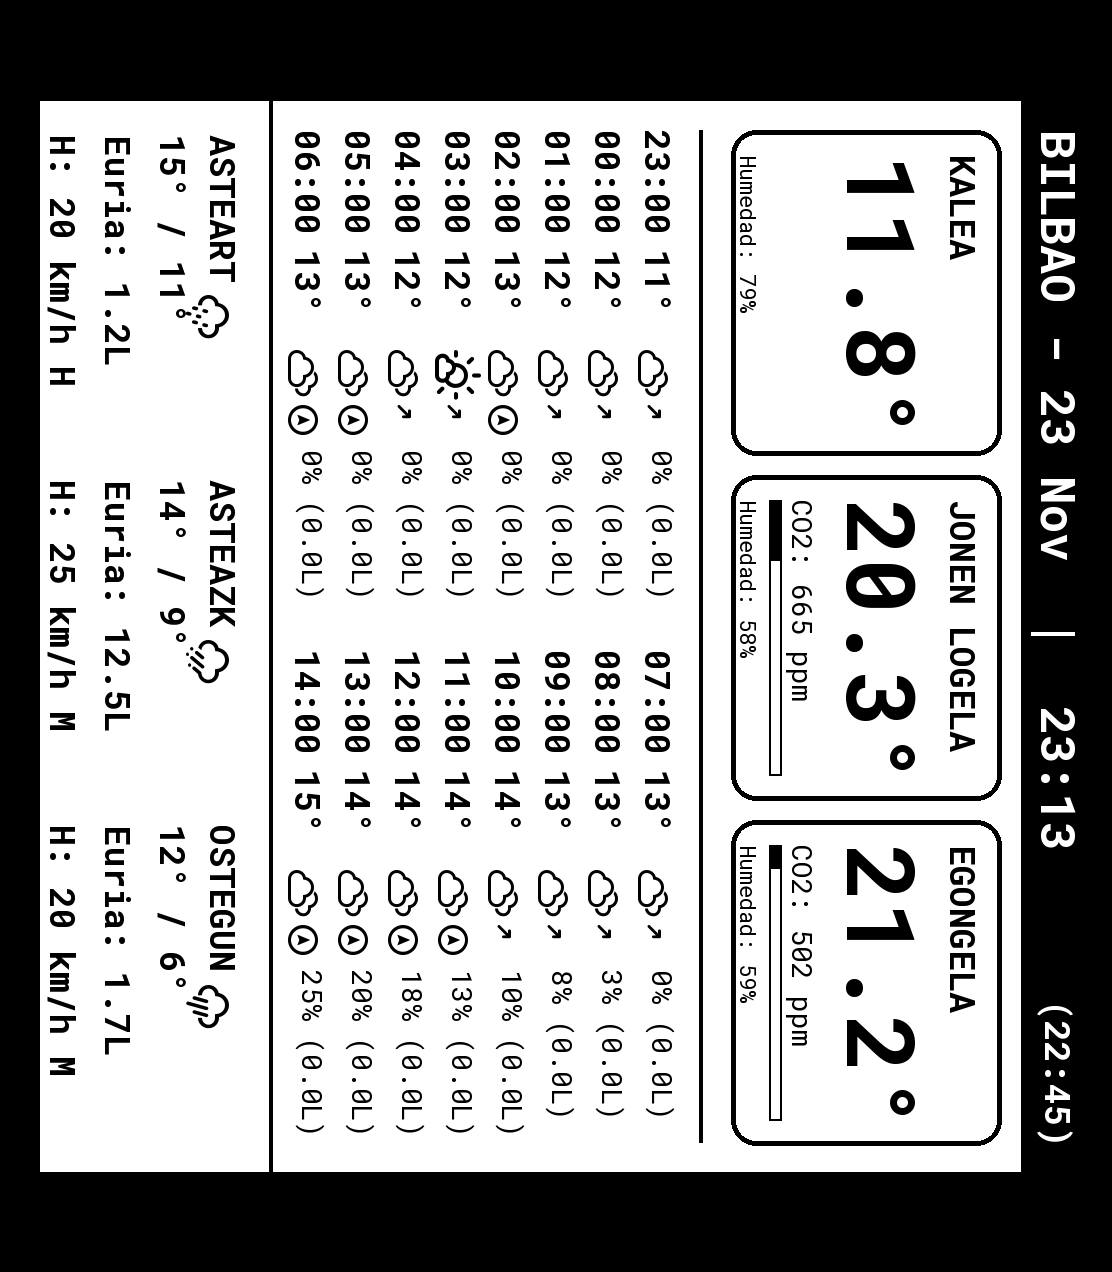 BILBAO - 23 Nov | 23:13 (22:45)
KALEA
11.8°
Humedad: 79%
JONEN LOGELA
20.3°
CO2: 665 ppm
Humedad: 58%
EGONGELA
21.2°
CO2: 502 ppm
Humedad: 59%
23:00 11° ↗ 0% (0.0L)
00:00 12° ↗ 0% (0.0L)
01:00 12° ↗ 0% (0.0L)
02:00 13° 0% (0.0L)
03:00 12° ↗ 0% (0.0L)
04:00 12° ↗ 0% (0.0L)
05:00 13° 0% (0.0L)
06:00 13° 0% (0.0L)
07:00 13° ↗ 0% (0.0L)
08:00 13° ↗ 3% (0.0L)
09:00 13° ↗ 8% (0.0L)
10:00 14° ↗ 10% (0.0L)
11:00 14° 13% (0.0L)
12:00 14° 18% (0.0L)
13:00 14° 20% (0.0L)
14:00 15° 25% (0.0L)
ASTEART
15° / 11°
Euria: 1.2L
H: 20 km/h H
ASTEAZK
14° / 9°
Euria: 12.5L
H: 25 km/h M
OSTEGUN
12° / 6°
Euria: 1.7L
H: 20 km/h M